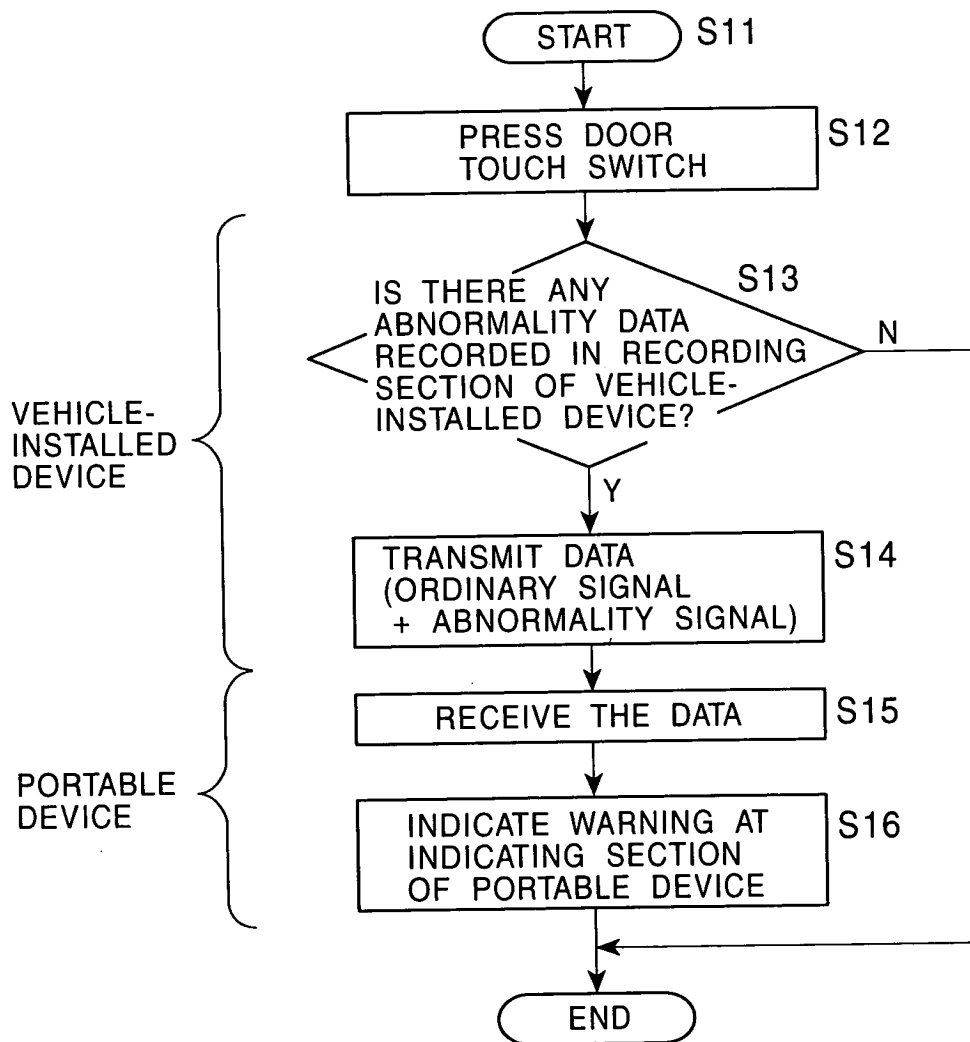 START
S11
PRESS DOOR
TOUCH SWITCH
S12
S13
IS THERE ANY
ABNORMALITY DATA
RECORDED IN RECORDING
SECTION OF VEHICLE-
INSTALLED DEVICE?
N
Y
VEHICLE-
INSTALLED
DEVICE
TRANSMIT DATA
(ORDINARY SIGNAL
+ ABNORMALITY SIGNAL)
S14
RECEIVE THE DATA
S15
PORTABLE
DEVICE
INDICATE WARNING AT
INDICATING SECTION
OF PORTABLE DEVICE
S16
END